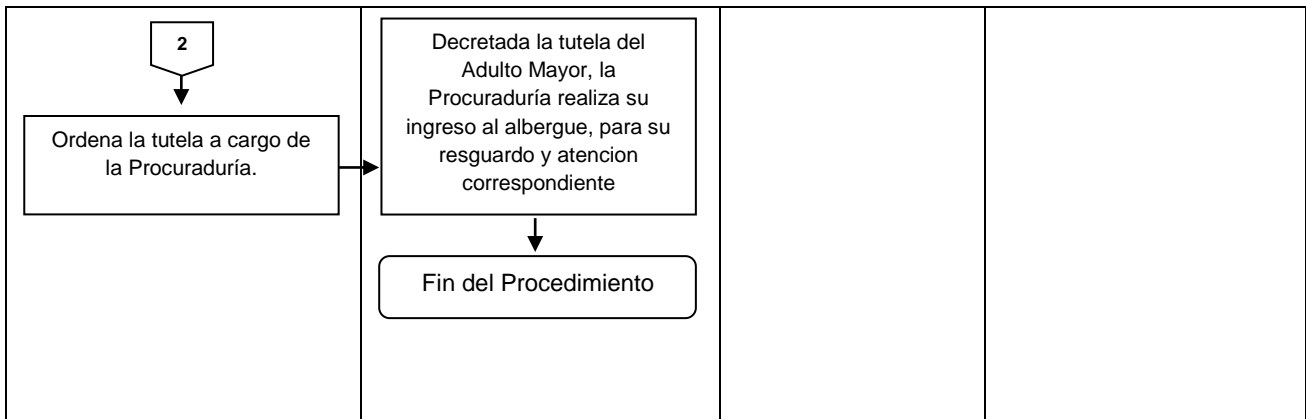 2
Ordena la tutela a cargo de
la Procuraduría.
Decretada la tutela del
Adulto Mayor, la
Procuraduría realiza su
ingreso al albergue, para su
resguardo y atencion
correspondiente
Fin del Procedimiento